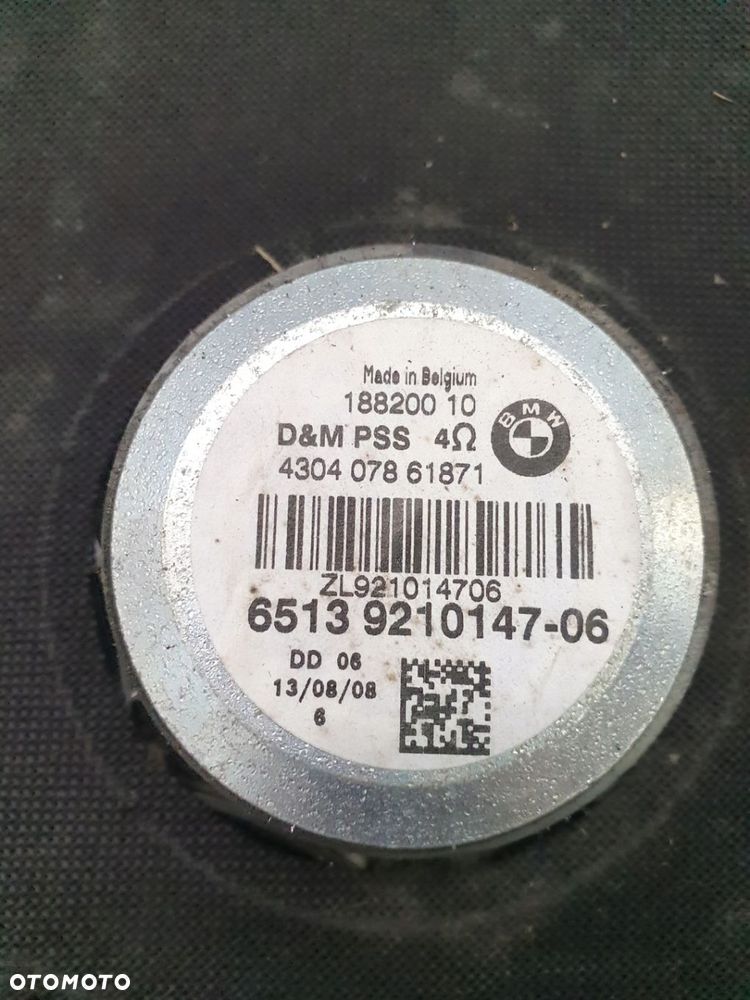 Made in Belgium
188200 10
D&M PSS 4Ω
BMW
4304 078 61871
ZL921014706
6513 9210147-06
DD 06
13/08/08
6
OTOMOTO